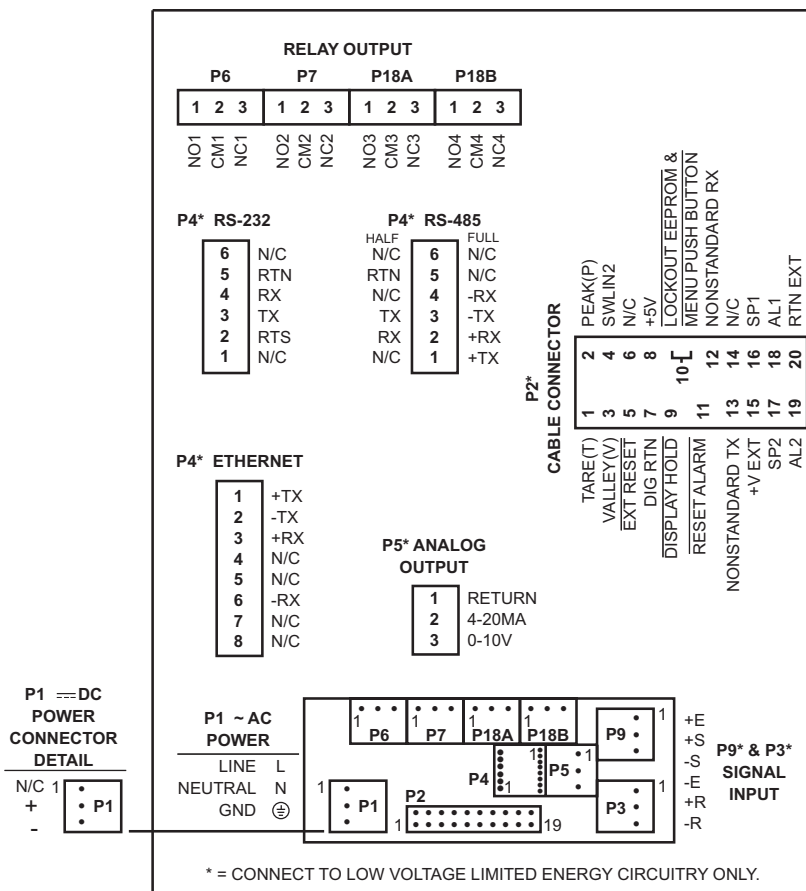 RELAY OUTPUT
P6 P7 P18A P18B
1 2 3 1 2 3 1 2 3 1 2 3
NO1 CM1 NC1 NO2 CM2 NC2 NO3 CM3 NC3 NO4 CM4 NC4
P4* RS-232
6 N/C
5 RTN
4 RX
3 TX
2 RTS
1 N/C
P4* RS-485
HALF FULL
N/C 6 N/C
RTN 5 N/C
N/C 4 -RX
TX 3 -TX
RX 2 +RX
N/C 1 +TX
P2*
CABLE CONNECTOR
PEAK(P)
SWLIN2
N/C
+5V
LOCKOUT EEPROM &
MENU PUSH BUTTON
NONSTANDARD RX
N/C
SP1
AL1
RTN EXT
2 4 6 8 10 12 14 16 18 20
1 3 5 7 9 11 13 15 17 19
TARE(T)
VALLEY(V)
EXT RESET
DIG RTN
DISPLAY HOLD
RESET ALARM
NONSTANDARD TX
+V EXT
SP2
AL2
P4* ETHERNET
1 +TX
2 -TX
3 +RX
4 N/C
5 N/C
6 -RX
7 N/C
8 N/C
P5* ANALOG
OUTPUT
1 RETURN
2 4-20MA
3 0-10V
P1 DC
POWER
CONNECTOR
DETAIL
N/C 1
+ P1
-
P1 ~ AC
POWER
LINE L
NEUTRAL N
GND
1 P1
1 P6
1 P7
1 P18A
1 P18B
P4 1
P5 1
P2
1 19
P9 1
P3 1
+E
+S
-S
-E
+R
-R
P9* & P3*
SIGNAL
INPUT
* = CONNECT TO LOW VOLTAGE LIMITED ENERGY CIRCUITRY ONLY.